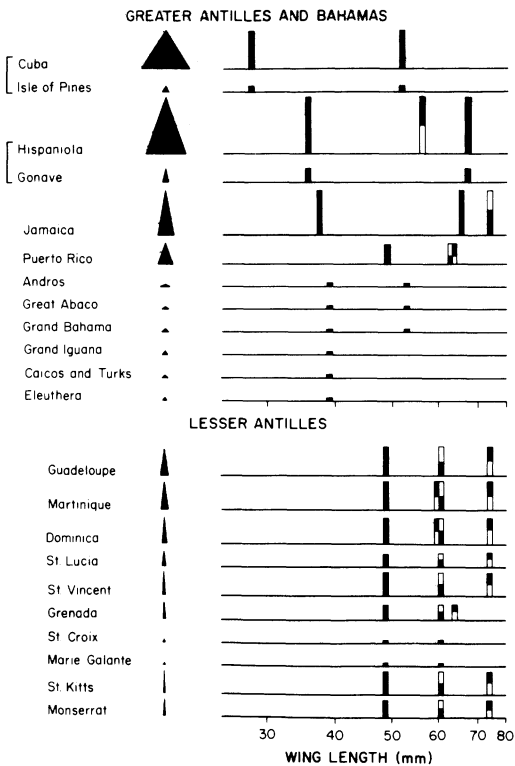 GREATER ANTILLES AND BAHAMAS
Cuba
Isle of Pines
Hispaniola
Gonave
Jamaica
Puerto Rico
Andros
Great Abaco
Grand Bahama
Grand Iguana
Caicos and Turks
Eleuthera
LESSER ANTILLES
Guadeloupe
Martinique
Dominica
St. Lucia
St Vincent
Grenada
St Croix
Marie Galante
St. Kitts
Monserrat
30 40 50 60 70 80
WING LENGTH (mm)